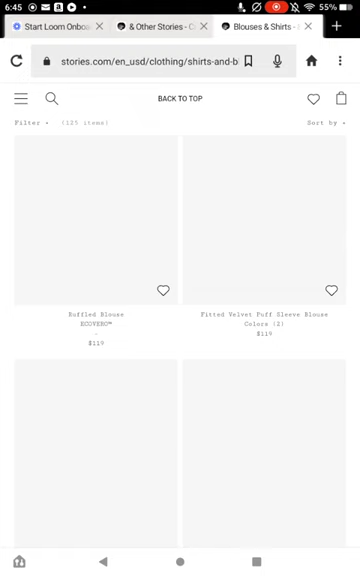 6:45
55%
Start Loom Onboa
& Other Stories - C
Blouses & Shirts -
stories.com/en_usd/clothing/shirts-and-b
BACK TO TOP
Filter
(125 items)
Sort by
Ruffled Blouse
ECOVERO™
$119
Fitted Velvet Puff Sleeve Blouse
Colors (2)
$119